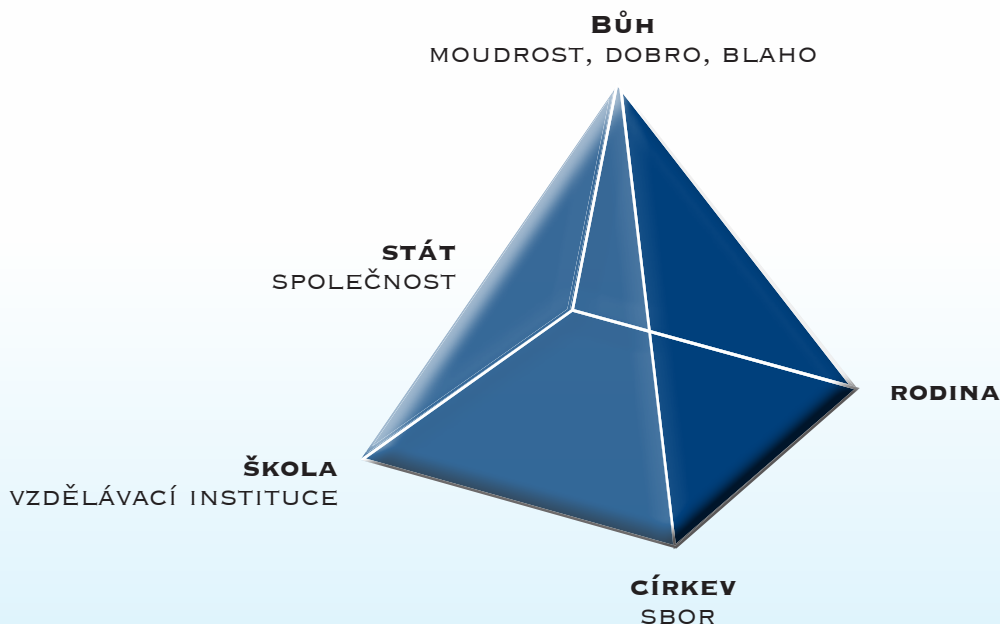 BŮH
MOUDROST, DOBRO, BLAHO
STÁT
SPOLEČNOST
RODINA
ŠKOLA
VZDĚLÁVACÍ INSTITUCE
CÍRKEV
SBOR